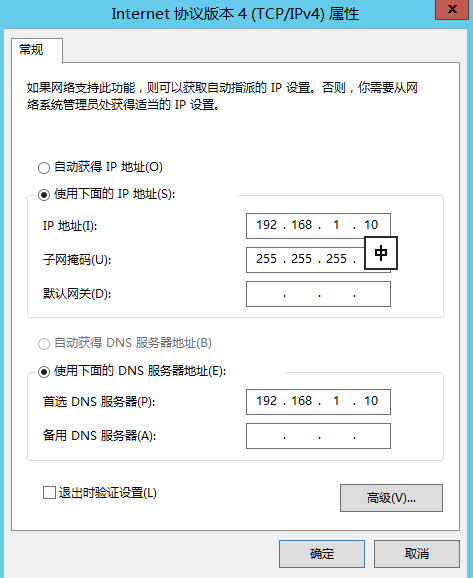 Internet 协议版本 4 (TCP/IPv4) 属性
x
常规
如果网络支持此功能，则可以获取自动指派的 IP 设置。否则，你需要从网
络系统管理员处获得适当的 IP 设置。
自动获得 IP 地址(O)
使用下面的 IP 地址(S):
IP 地址(I): 192 . 168 . 1 . 10
子网掩码(U): 255 . 255 . 255 .
中
默认网关(D): . . .
自动获得 DNS 服务器地址(B)
使用下面的 DNS 服务器地址(E):
首选 DNS 服务器(P): 192 . 168 . 1 . 10
备用 DNS 服务器(A): . . .
退出时验证设置(L)
高级(V)...
确定 取消